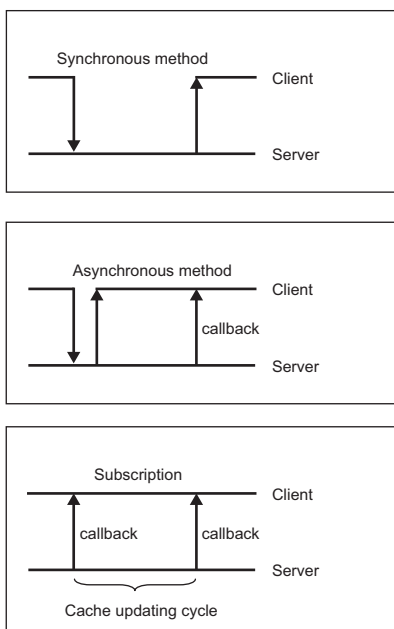 Synchronous method
Client
Server
Asynchronous method
Client
callback
Server
Subscription
Client
callback
callback
Server
Cache updating cycle